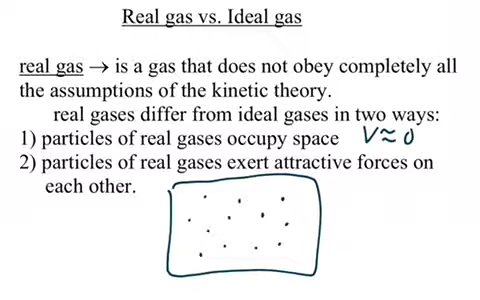 Real gas vs. Ideal gas
real gas → is a gas that does not obey completely all
the assumptions of the kinetic theory.
real gases differ from ideal gases in two ways:
1) particles of real gases occupy space V≈0
2) particles of real gases exert attractive forces on
each other.